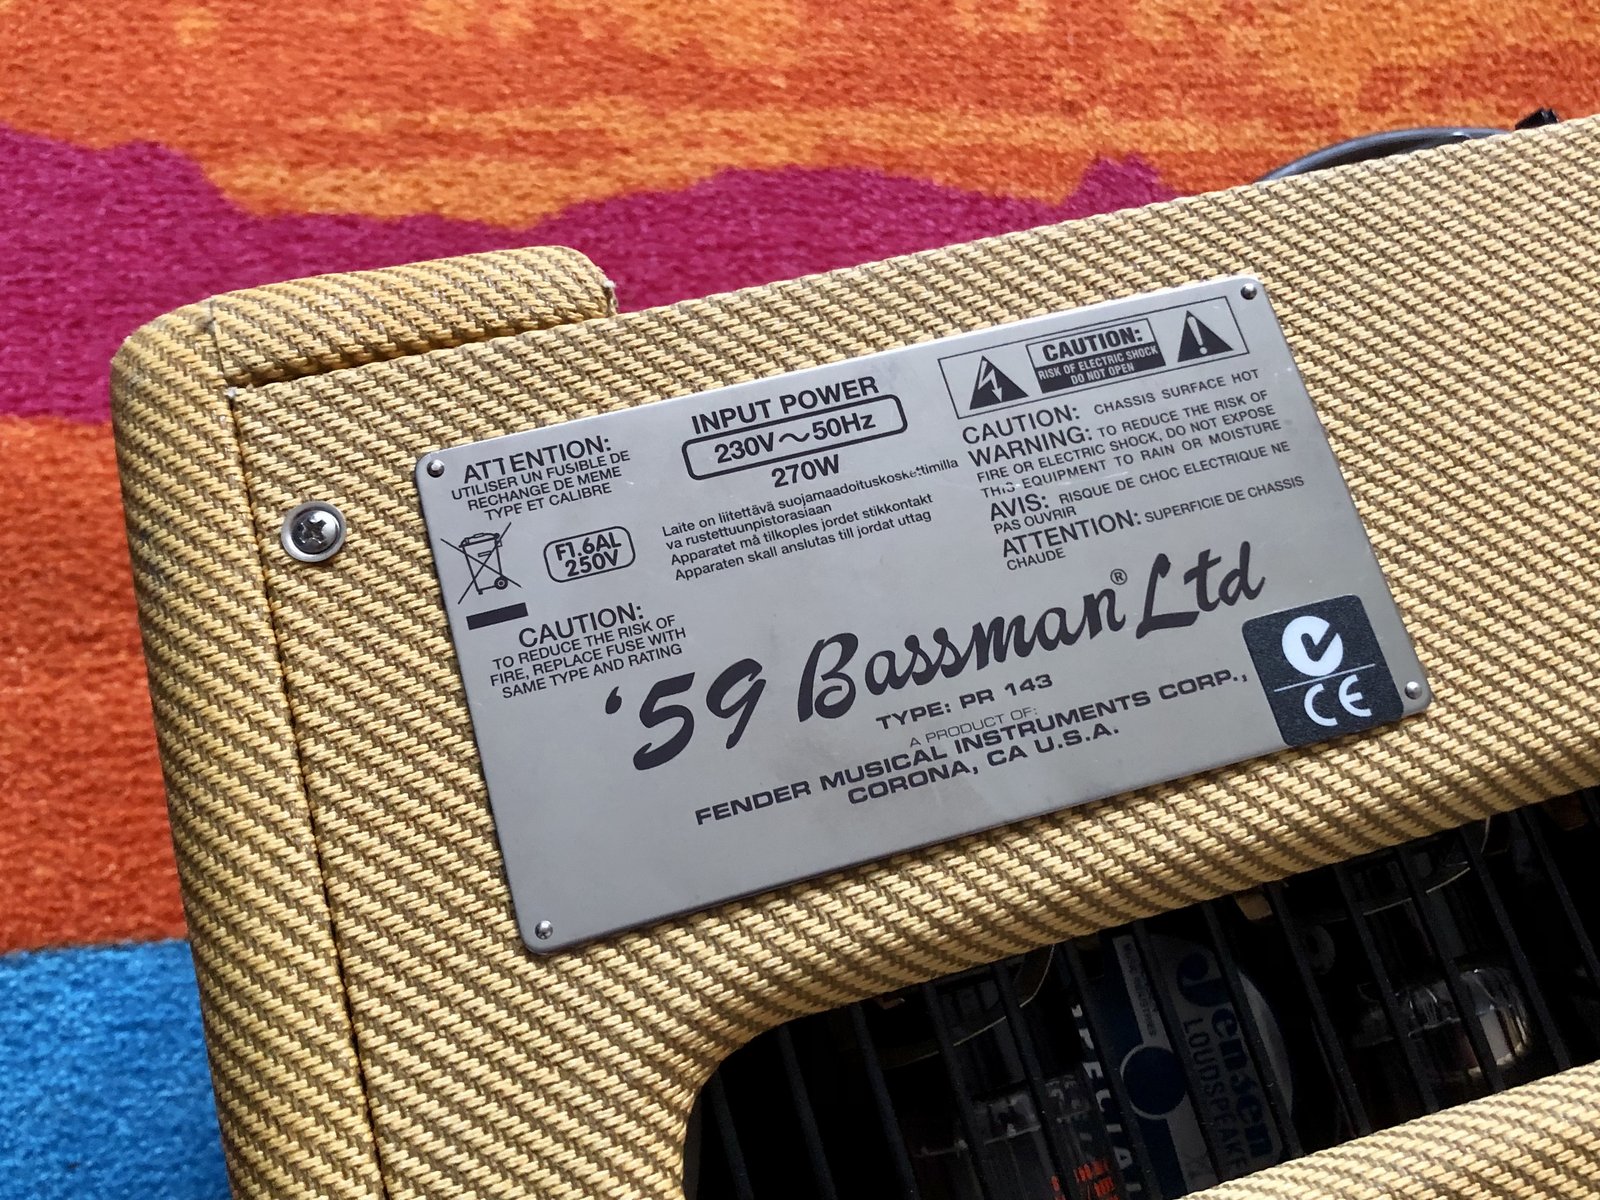 ATTENTION:
UTILISER UN FUSIBLE DE
RECHANGE DE MEME
TYPE ET CALIBRE
F1.6AL
250V
CAUTION:
TO REDUCE THE RISK OF
FIRE, REPLACE FUSE WITH
SAME TYPE AND RATING
INPUT POWER
230V～50Hz
270W
Laite on liitettävä suojamaadoituskoskettimilla
va rustettuunpistorasiaan
Apparatet må tilkoples jordet stikkontakt
Apparaten skall anslutas till jordat uttag
CAUTION:
RISK OF ELECTRIC SHOCK
DO NOT OPEN
CAUTION: CHASSIS SURFACE HOT
WARNING: TO REDUCE THE RISK OF
FIRE OR ELECTRIC SHOCK, DO NOT EXPOSE
THIS EQUIPMENT TO RAIN OR MOISTURE
AVIS: RISQUE DE CHOC ELECTRIQUE NE
PAS OUVRIR
ATTENTION: SUPERFICIE DE CHASSIS
CHAUDE
'59 Bassman® Ltd
TYPE: PR 143
A PRODUCT OF:
FENDER MUSICAL INSTRUMENTS CORP.,
CORONA, CA U.S.A.
CE
Jensen
LOUDSPEAKE